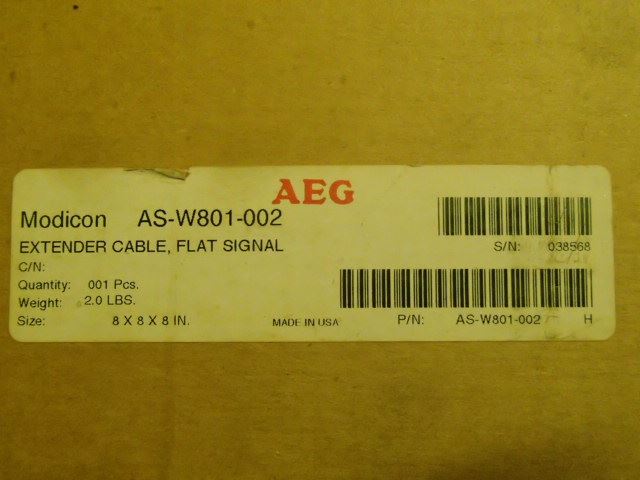 AEG
Modicon AS-W801-002
EXTENDER CABLE, FLAT SIGNAL
S/N: 038568
C/N:
Quantity: 001 Pcs.
Weight: 2.0 LBS.
Size: 8 X 8 X 8 IN.
MADE IN USA
P/N: AS-W801-002 H